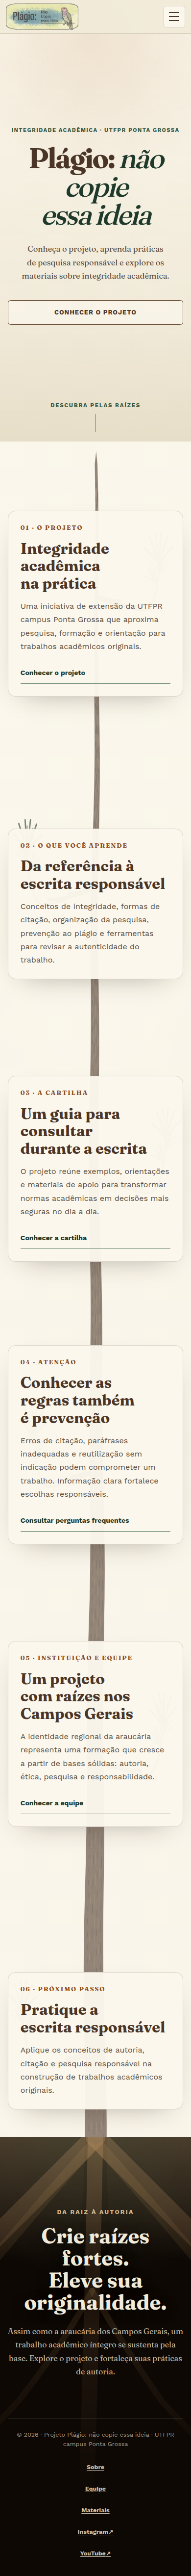 Plágio:
INTEGRIDADE ACADÊMICA · UTFPR PONTA GROSSA
Plágio: não
copie
essa ideia
Conheça o projeto, aprenda práticas
de pesquisa responsável e explore os
materiais sobre integridade acadêmica.
CONHECER O PROJETO
DESCUBRA PELAS RAÍZES
01 · O PROJETO
Integridade
acadêmica
na prática
Uma iniciativa de extensão da UTFPR
campus Ponta Grossa que aproxima
pesquisa, formação e orientação para
trabalhos acadêmicos originais.
Conhecer o projeto
02 · O QUE VOCÊ APRENDE
Da referência à
escrita responsável
Conceitos de integridade, formas de
citação, organização da pesquisa,
prevenção ao plágio e ferramentas
para revisar a autenticidade do
trabalho.
03 · A CARTILHA
Um guia para
consultar
durante a escrita
O projeto reúne exemplos, orientações
e materiais de apoio para transformar
normas acadêmicas em decisões mais
seguras no dia a dia.
Conhecer a cartilha
04 · ATENÇÃO
Conhecer as
regras também
é prevenção
Erros de citação, paráfrases
inadequadas e reutilização sem
indicação podem comprometer um
trabalho. Informação clara fortalece
escolhas responsáveis.
Consultar perguntas frequentes
05 · INSTITUIÇÃO E EQUIPE
Um projeto
com raízes nos
Campos Gerais
A identidade regional da araucária
representa uma formação que cresce
a partir de bases sólidas: autoria,
ética, pesquisa e responsabilidade.
Conhecer a equipe
06 · PRÓXIMO PASSO
Pratique a
escrita responsável
Aplique os conceitos de autoria,
citação e pesquisa responsável na
construção de trabalhos acadêmicos
originais.
DA RAIZ À AUTORIA
Crie raízes
fortes.
Eleve sua
originalidade.
Assim como a araucária dos Campos Gerais, um
trabalho acadêmico íntegro se sustenta pela
base. Explore o projeto e fortaleça suas práticas
de autoria.
© 2026 · Projeto Plágio: não copie essa ideia · UTFPR
campus Ponta Grossa
Sobre
Equipe
Materiais
Instagram↗
YouTube↗